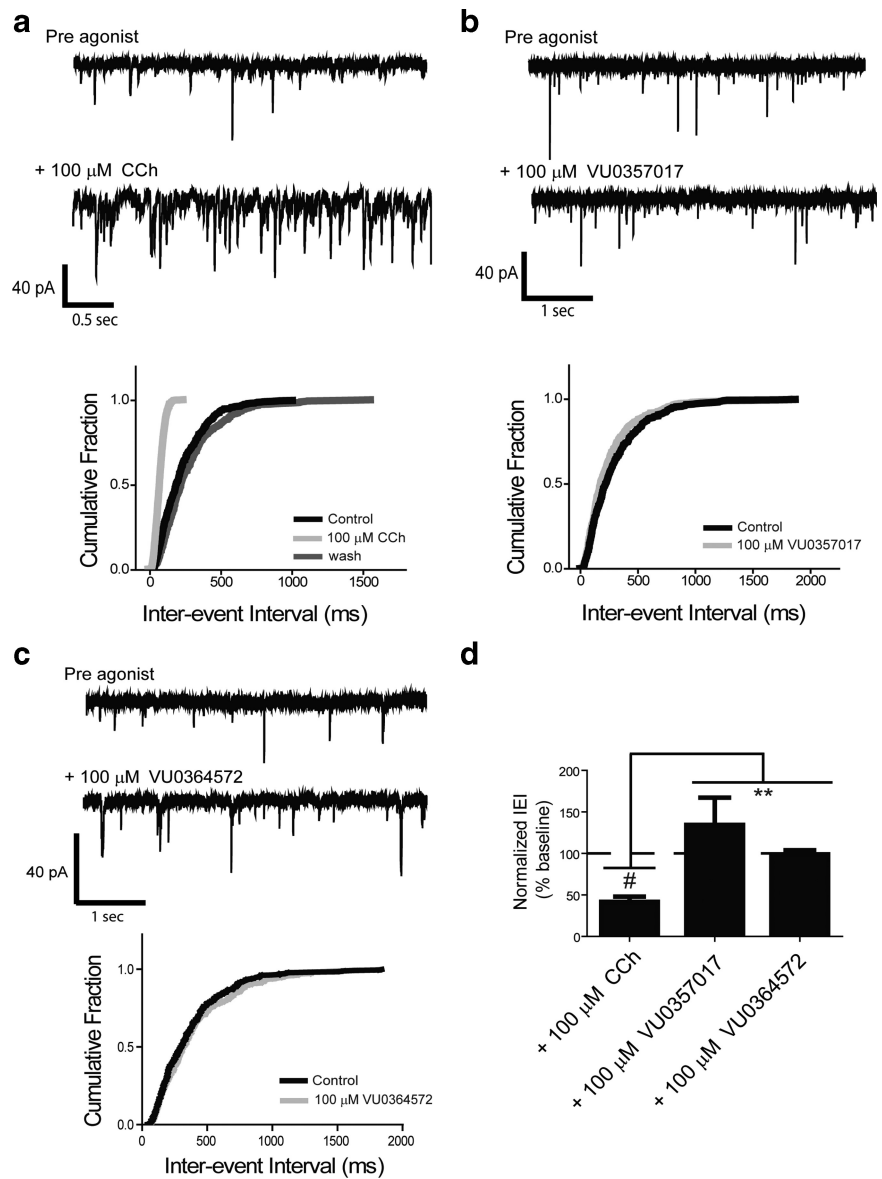 a
Pre agonist
+ 100 μM CCh
40 pA
0.5 sec
Cumulative Fraction
1.0
0.5
0.0
Control
100 μM CCh
wash
0 500 1000 1500
Inter-event Interval (ms)
b
Pre agonist
+ 100 μM VU0357017
40 pA
1 sec
Cumulative Fraction
1.0
0.5
0.0
Control
100 μM VU0357017
0 500 1000 1500 2000
Inter-event Interval (ms)
c
Pre agonist
+ 100 μM VU0364572
40 pA
1 sec
Cumulative Fraction
1.0
0.5
0.0
Control
100 μM VU0364572
0 500 1000 1500 2000
Inter-event Interval (ms)
d
Normalized IEI
(% baseline)
200
150
100
50
0
**
#
+ 100 μM CCh
+ 100 μM VU0357017
+ 100 μM VU0364572